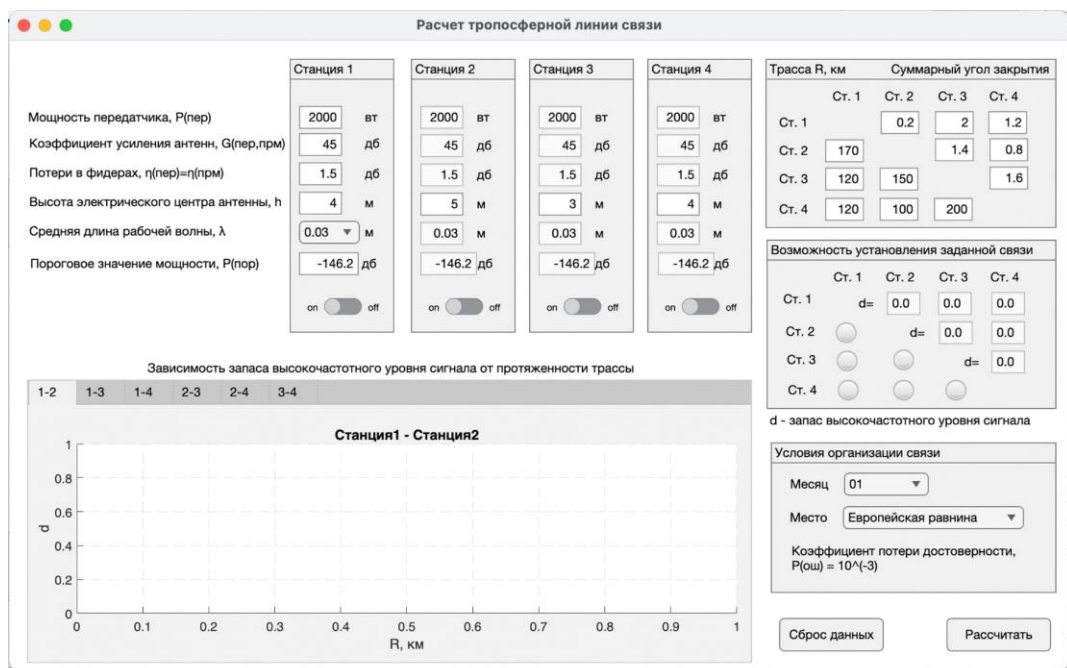 Расчет тропосферной линии связи
Станция 1 Станция 2 Станция 3 Станция 4
Мощность передатчика, P(пер) 2000 вт 2000 вт 2000 вт 2000 вт
Коэффициент усиления антенн, G(пер,прм) 45 дб 45 дб 45 дб 45 дб
Потери в фидерах, η(пер)=η(прм) 1.5 дб 1.5 дб 1.5 дб 1.5 дб
Высота электрического центра антенны, h 4 м 5 м 3 м 4 м
Средняя длина рабочей волны, λ 0.03 м 0.03 м 0.03 м 0.03 м
Пороговое значение мощности, P(пор) -146.2 дб -146.2 дб -146.2 дб -146.2 дб
on off on off on off on off
Трасса R, км Суммарный угол закрытия
Ст. 1 Ст. 2 Ст. 3 Ст. 4
Ст. 1 0.2 2 1.2
Ст. 2 170 1.4 0.8
Ст. 3 120 150 1.6
Ст. 4 120 100 200
Возможность установления заданной связи
Ст. 1 Ст. 2 Ст. 3 Ст. 4
Ст. 1 d= 0.0 0.0 0.0
Ст. 2 d= 0.0 0.0
Ст. 3 d= 0.0
Ст. 4
d - запас высокочастотного уровня сигнала
Зависимость запаса высокочастотного уровня сигнала от протяженности трассы
1-2 1-3 1-4 2-3 2-4 3-4
Станция1 - Станция2
1
0.8
0.6
0.4
0.2
0
d
0 0.1 0.2 0.3 0.4 0.5 0.6 0.7 0.8 0.9 1
R, км
Условия организации связи
Месяц 01
Место Европейская равнина
Коэффициент потери достоверности,
P(ош) = 10^(-3)
Сброс данных Рассчитать